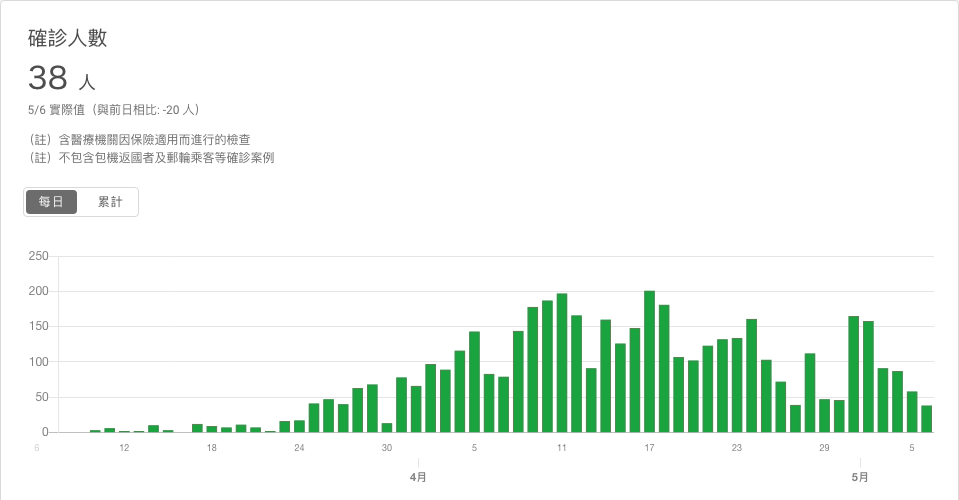 確診人數
38 人
5/6 實際值（與前日相比: -20 人）
（註）含醫療機關因保險適用而進行的檢查
（註）不包含包機返國者及郵輪乘客等確診案例
每日 累計
250
200
150
100
50
0
6 12 18 24 30 5 11 17 23 29 5
4月 5月